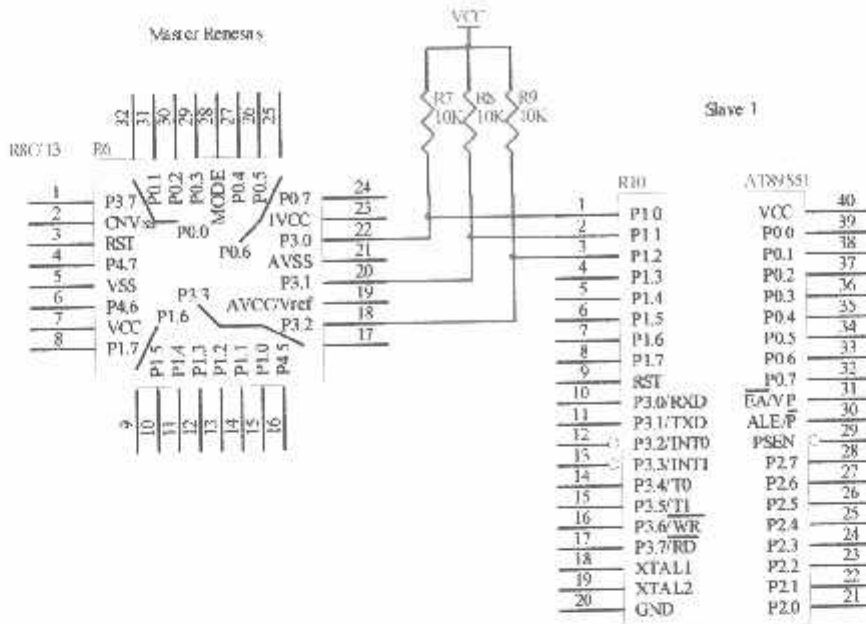 VCC
Master Renesas
Slave 1
R7
10K
R8
10K
R9
10K
R8C/13
R6
32
31
30
29
28
27
26
25
P0.1
P0.2
P0.3
MODE
P0.4
P0.5
P0.0
P0.6
1 P3.7
2 CNVss
3 RST
4 P4.7
5 VSS
6 P4.6
7 VCC
8 P1.7
P0.7 24
IVCC 23
P3.0 22
AVSS 21
P3.1 20
AVCC/Vref 19
P3.2 18
17
P3.3
P1.6
P1.5
P1.4
P1.3
P1.2
P1.1
P1.0
P4.5
9
10
11
12
13
14
15
16
R10
AT89S51
1 P1.0
2 P1.1
3 P1.2
4 P1.3
5 P1.4
6 P1.5
7 P1.6
8 P1.7
9 RST
10 P3.0/RXD
11 P3.1/TXD
12 P3.2/INT0
13 P3.3/INT1
14 P3.4/T0
15 P3.5/T1
16 P3.6/WR
17 P3.7/RD
18 XTAL1
19 XTAL2
20 GND
VCC 40
P0.0 39
P0.1 38
P0.2 37
P0.3 36
P0.4 35
P0.5 34
P0.6 33
P0.7 32
EA/VP 31
ALE/P 30
PSEN 29
P2.7 28
P2.6 27
P2.5 26
P2.4 25
P2.3 24
P2.2 23
P2.1 22
P2.0 21